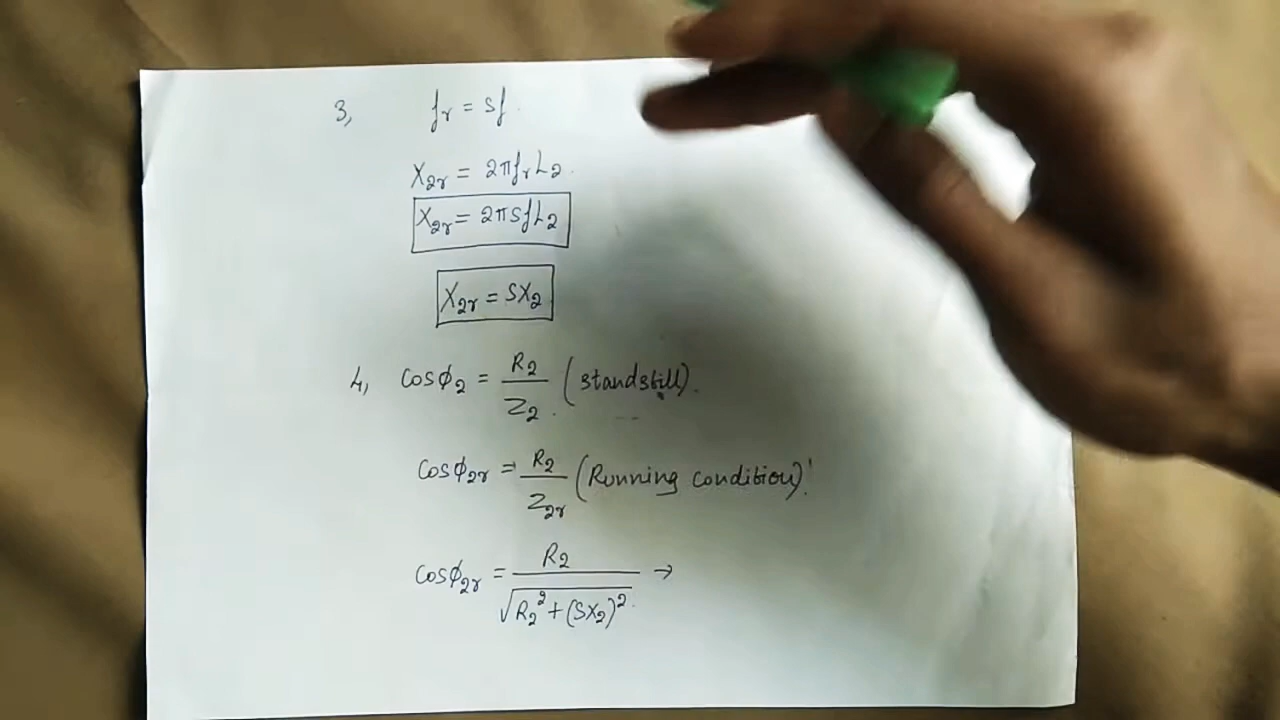 3, fr = sf.
X2r = 2πfrL2.
X2r = 2πsfL2
X2r = SX2
4, cosϕ2 = R2/Z2. (standstill).
cosϕ2r = R2/Z2r (Running condition)
cosϕ2r = R2/√R2²+(SX2)². →